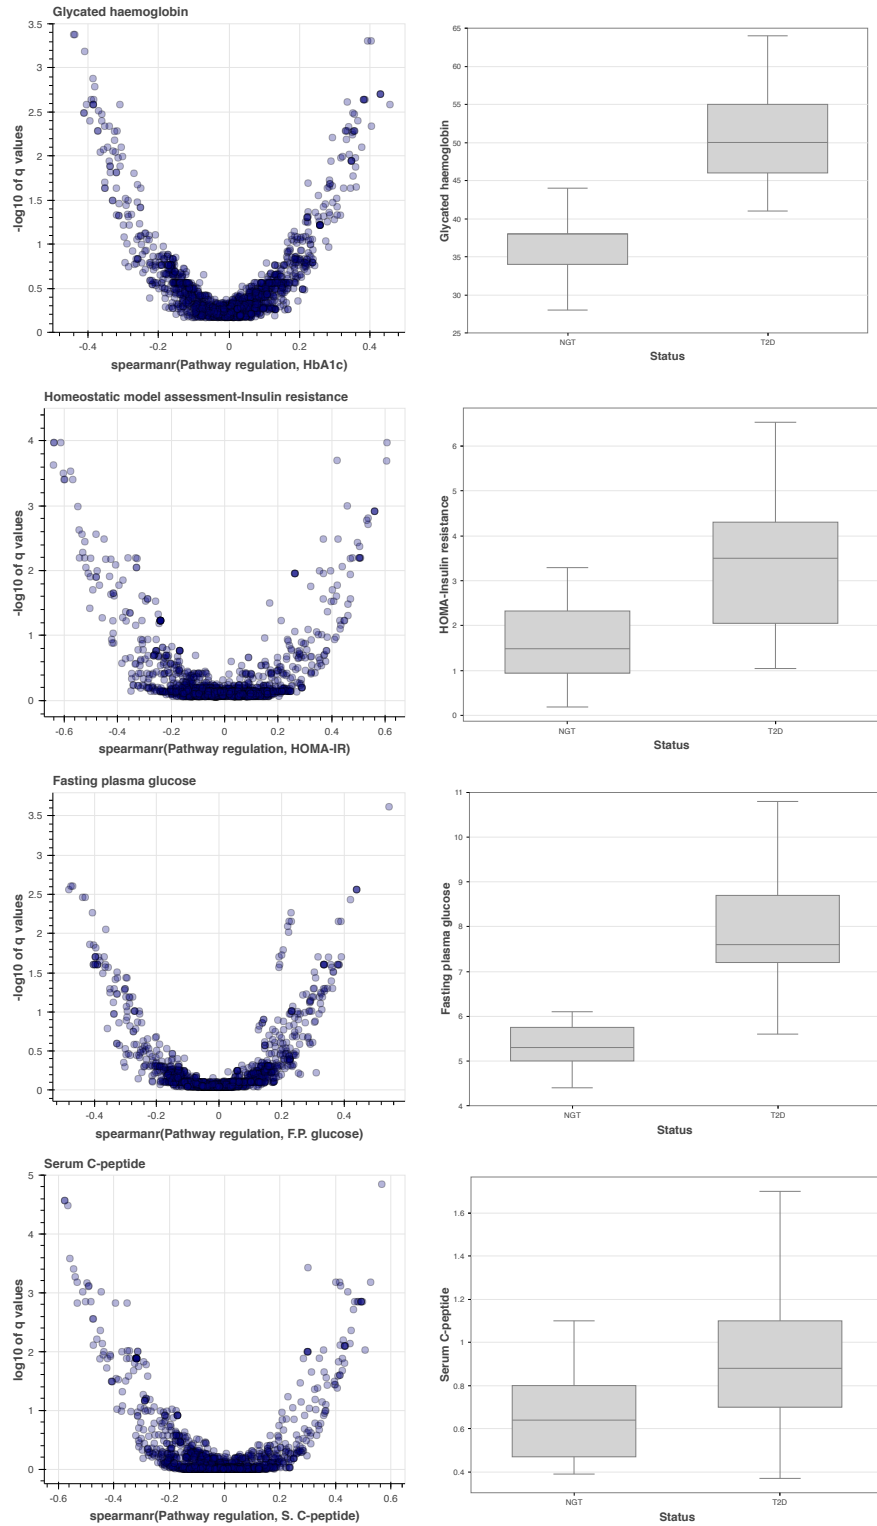 Glycated haemoglobin
3.5
3
2.5
2
1.5
1
0.5
0
-log10 of q values
-0.4 -0.2 0 0.2 0.4
spearmanr(Pathway regulation, HbA1c)
65
60
55
50
45
40
35
30
25
Glycated haemoglobin
NGT T2D
Status
Homeostatic model assessment-Insulin resistance
4
3
2
1
0
-log10 of q values
-0.6 -0.4 -0.2 0 0.2 0.4 0.6
spearmanr(Pathway regulation, HOMA-IR)
6
5
4
3
2
1
0
HOMA-Insulin resistance
NGT T2D
Status
Fasting plasma glucose
3.5
3
2.5
2
1.5
1
0.5
0
-log10 of q values
-0.4 -0.2 0 0.2 0.4
spearmanr(Pathway regulation, F.P. glucose)
11
10
9
8
7
6
5
4
Fasting plasma glucose
NGT T2D
Status
Serum C-peptide
5
4
3
2
1
0
log10 of q values
-0.6 -0.4 -0.2 0 0.2 0.4 0.6
spearmanr(Pathway regulation, S. C-peptide)
1.6
1.4
1.2
1
0.8
0.6
0.4
Serum C-peptide
NGT T2D
Status